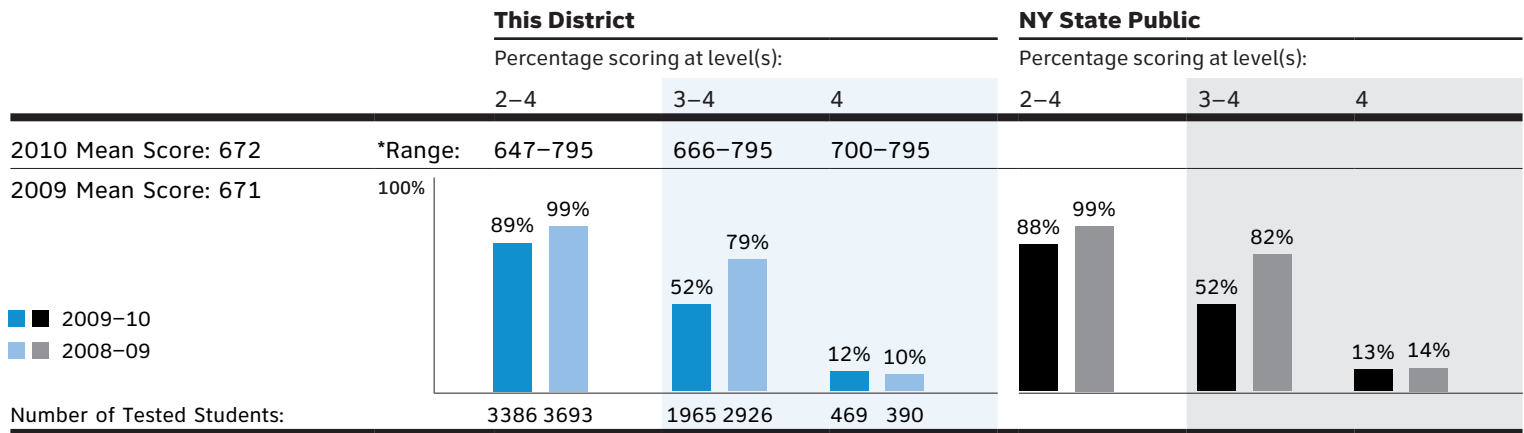 This District NY State Public
Percentage scoring at level(s): Percentage scoring at level(s):
2–4 3–4 4 2–4 3–4 4
2010 Mean Score: 672 *Range: 647–795 666–795 700–795
2009 Mean Score: 671 100%
89% 99% 79% 52% 12% 10% 88% 99% 82% 52% 13% 14%
2009–10
2008–09
Number of Tested Students: 3386 3693 1965 2926 469 390